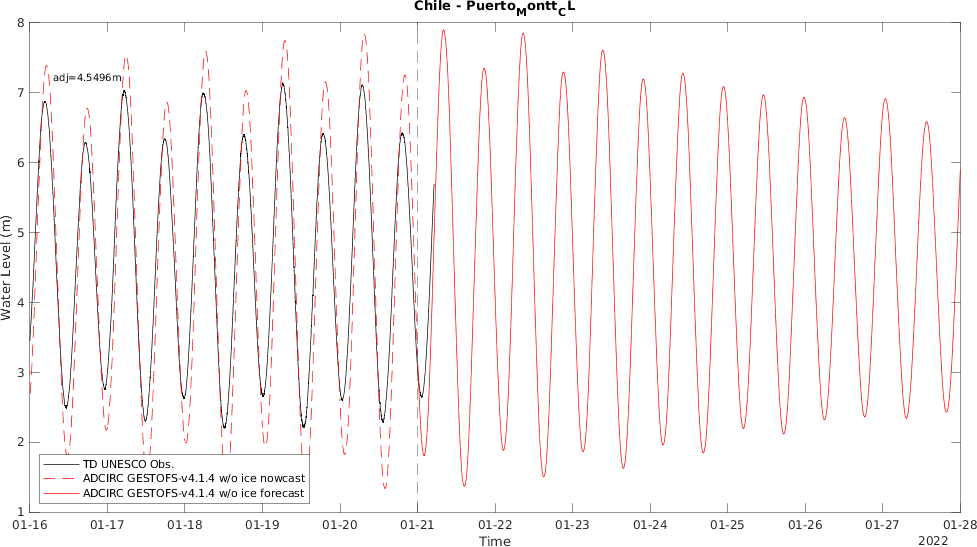 Chile - PuertoMonttCL
8
7
6
5
4
3
2
1
Water Level (m)
adj=4.5496m
TD UNESCO Obs.
ADCIRC GESTOFS-v4.1.4 w/o ice nowcast
ADCIRC GESTOFS-v4.1.4 w/o ice forecast
01-16 01-17 01-18 01-19 01-20 01-21 01-22 01-23 01-24 01-25 01-26 01-27 01-28
Time
2022